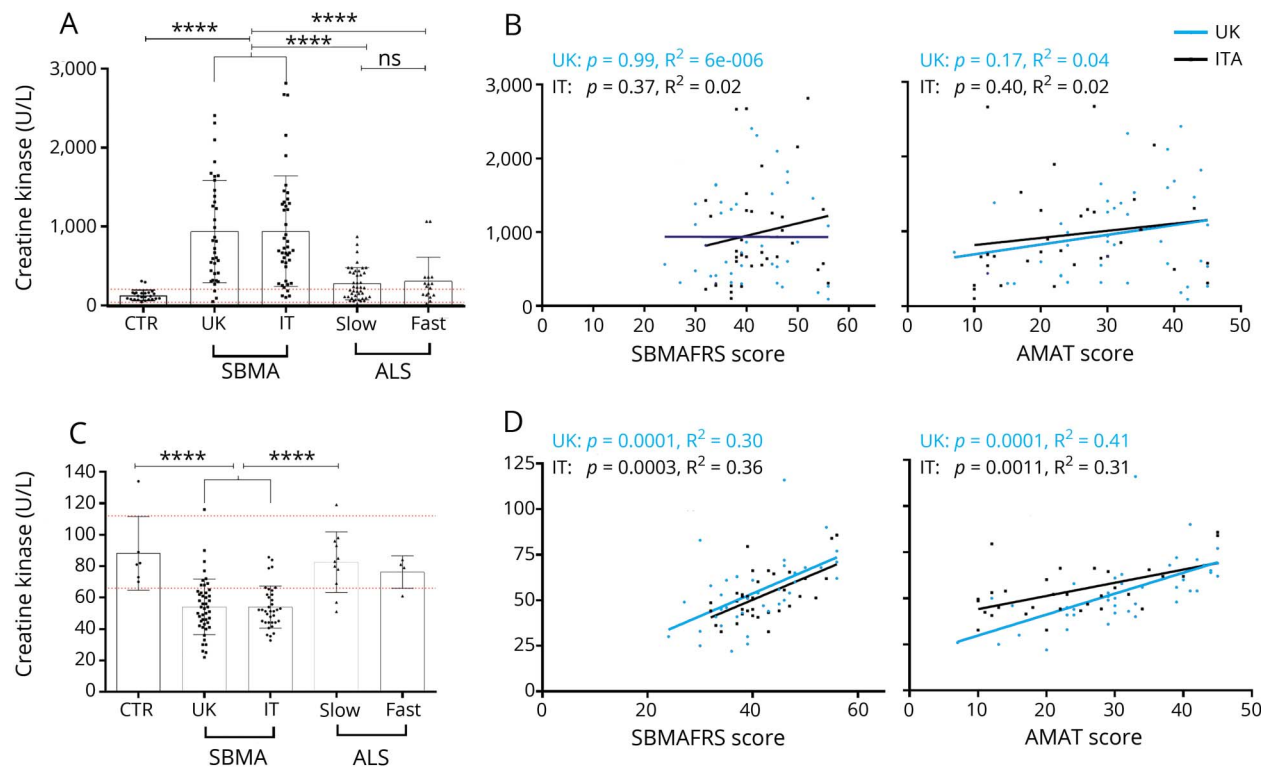 A
****
****
****
ns
Creatine kinase (U/L)
3,000
2,000
1,000
0
CTR
UK
IT
Slow
Fast
SBMA
ALS
B
UK
ITA
UK: p = 0.99, R² = 6e-006
IT: p = 0.37, R² = 0.02
3,000
2,000
1,000
0
0
10
20
30
40
50
60
SBMAFRS score
UK: p = 0.17, R² = 0.04
IT: p = 0.40, R² = 0.02
0
10
20
30
40
50
AMAT score
C
****
****
Creatine kinase (U/L)
140
120
100
80
60
40
20
0
CTR
UK
IT
Slow
Fast
SBMA
ALS
D
UK: p = 0.0001, R² = 0.30
IT: p = 0.0003, R² = 0.36
125
100
75
50
25
0
0
20
40
60
SBMAFRS score
UK: p = 0.0001, R² = 0.41
IT: p = 0.0011, R² = 0.31
0
10
20
30
40
50
AMAT score